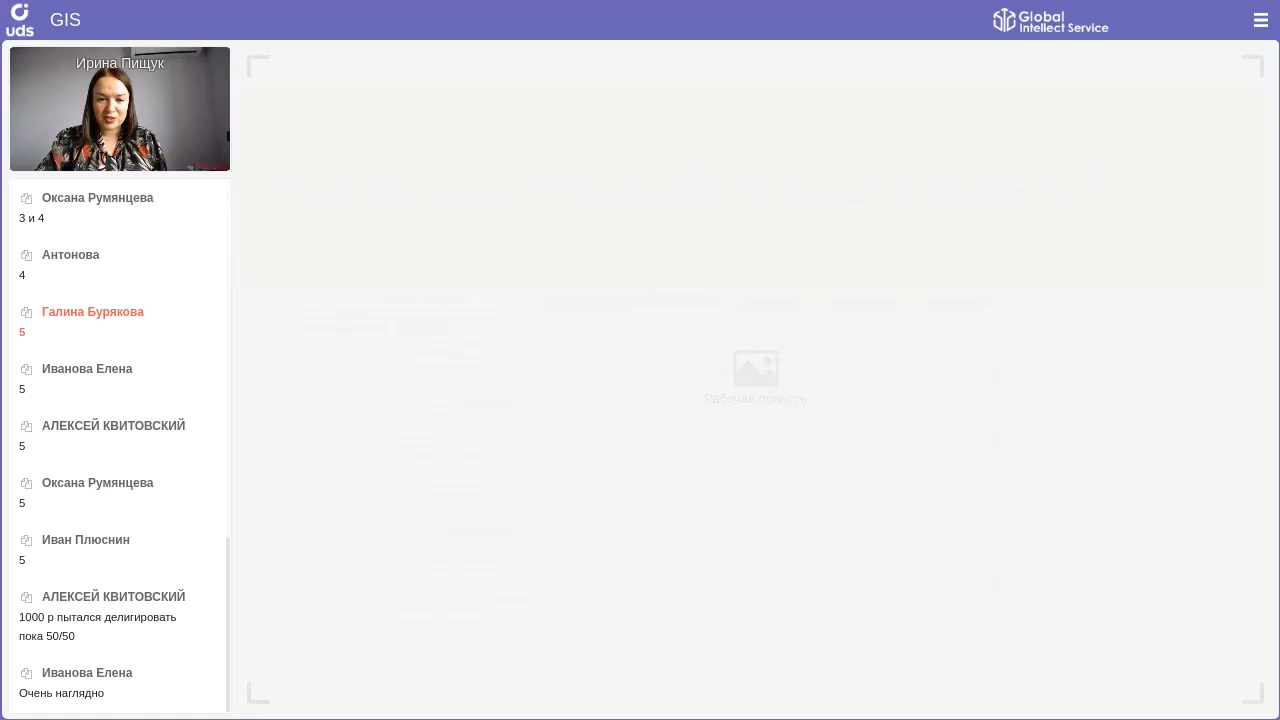 uds
GIS
Global
Intellect Service
Ирина Пищук
Оксана Румянцева
3 и 4
Антонова
4
Галина Бурякова
5
Иванова Елена
5
АЛЕКСЕЙ КВИТОВСКИЙ
5
Оксана Румянцева
5
Иван Плюснин
5
АЛЕКСЕЙ КВИТОВСКИЙ
1000 р пытался делигировать
пока 50/50
Иванова Елена
Очень наглядно
Рабочая область